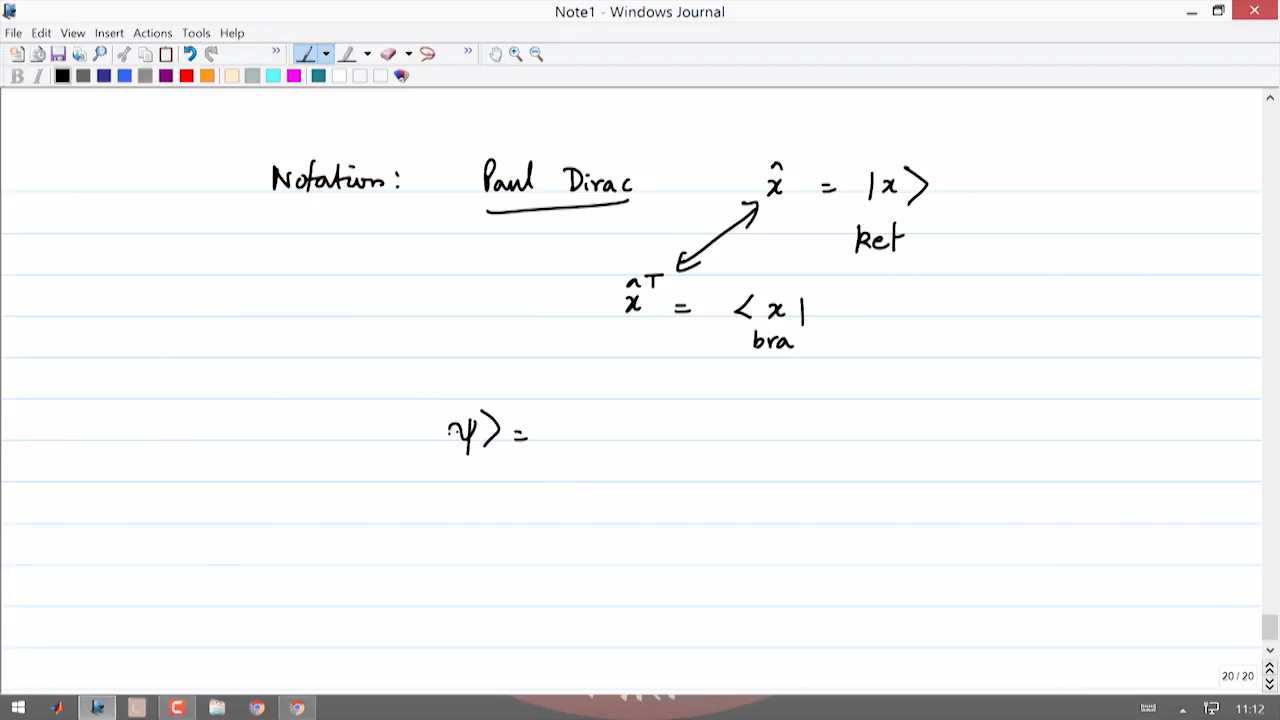 Note1 - Windows Journal
File Edit View Insert Actions Tools Help
Notation: Paul Dirac x̂ = |x⟩
ket
x̂ᵀ = ⟨x|
bra
ψ⟩ =
20 / 20
11:12